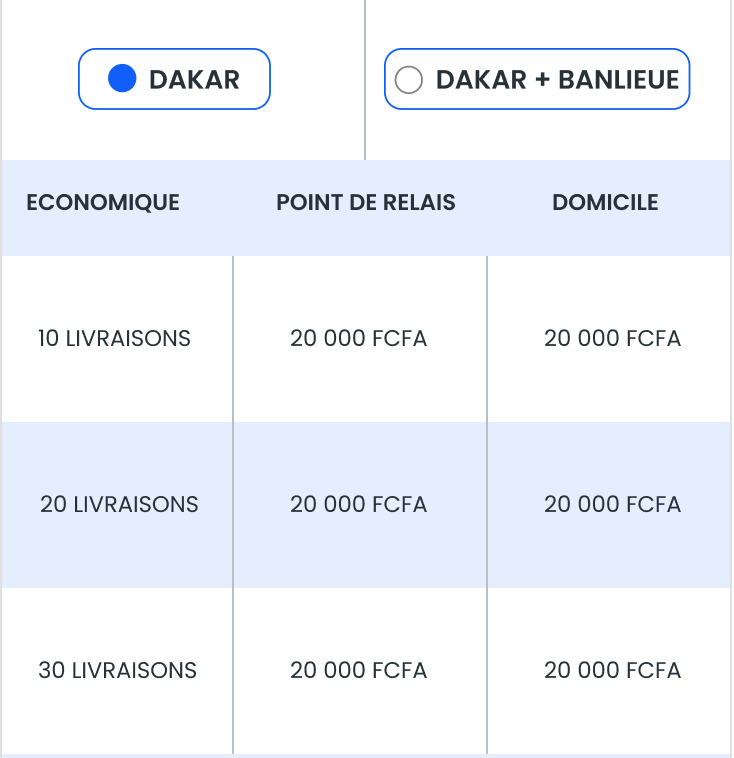 DAKAR
DAKAR + BANLIEUE
ECONOMIQUE POINT DE RELAIS DOMICILE
10 LIVRAISONS 20 000 FCFA 20 000 FCFA
20 LIVRAISONS 20 000 FCFA 20 000 FCFA
30 LIVRAISONS 20 000 FCFA 20 000 FCFA